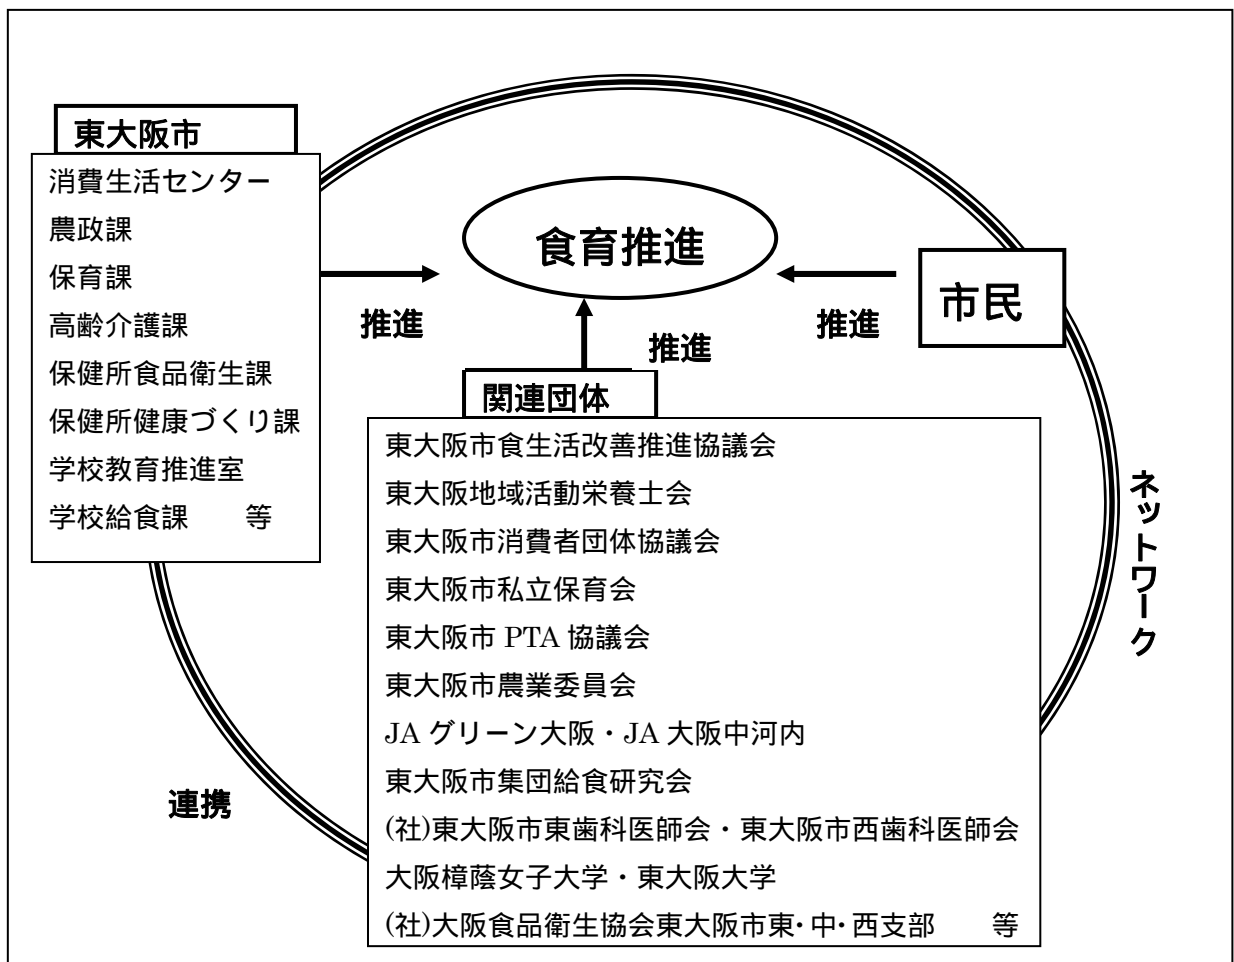 東大阪市
消費生活センター
農政課
保育課
高齢介護課
保健所食品衛生課
保健所健康づくり課
学校教育推進室
学校給食課　　等
食育推進
市民
推進
推進
推進
関連団体
東大阪市食生活改善推進協議会
東大阪地域活動栄養士会
東大阪市消費者団体協議会
東大阪市私立保育会
東大阪市 PTA 協議会
東大阪市農業委員会
JA グリーン大阪・JA 大阪中河内
東大阪市集団給食研究会
(社)東大阪市東歯科医師会・東大阪市西歯科医師会
大阪樟蔭女子大学・東大阪大学
(社)大阪食品衛生協会東大阪市東・中・西支部　　等
ネットワーク
連携